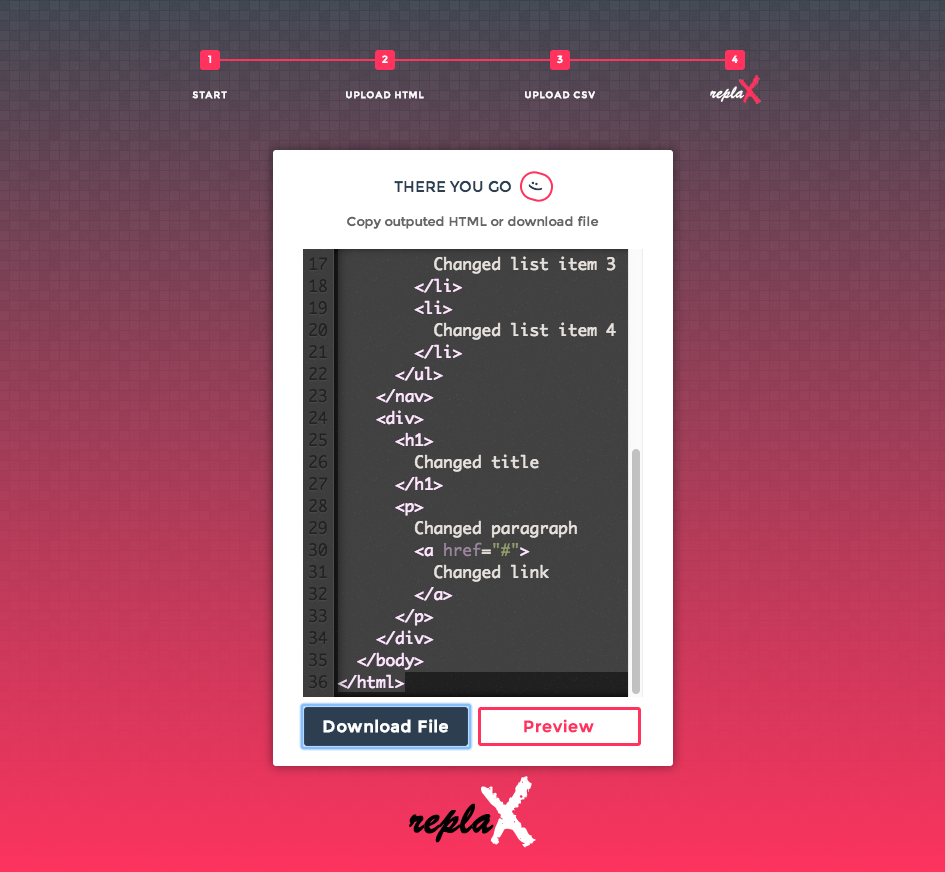 1 2 3 4
START UPLOAD HTML UPLOAD CSV replaX
THERE YOU GO
Copy outputed HTML or download file
17 Changed list item 3
18 </li>
19 <li>
20 Changed list item 4
21 </li>
22 </ul>
23 </nav>
24 <div>
25 <h1>
26 Changed title
27 </h1>
28 <p>
29 Changed paragraph
30 <a href="#">
31 Changed link
32 </a>
33 </p>
34 </div>
35 </body>
36 </html>
Download File Preview
replaX